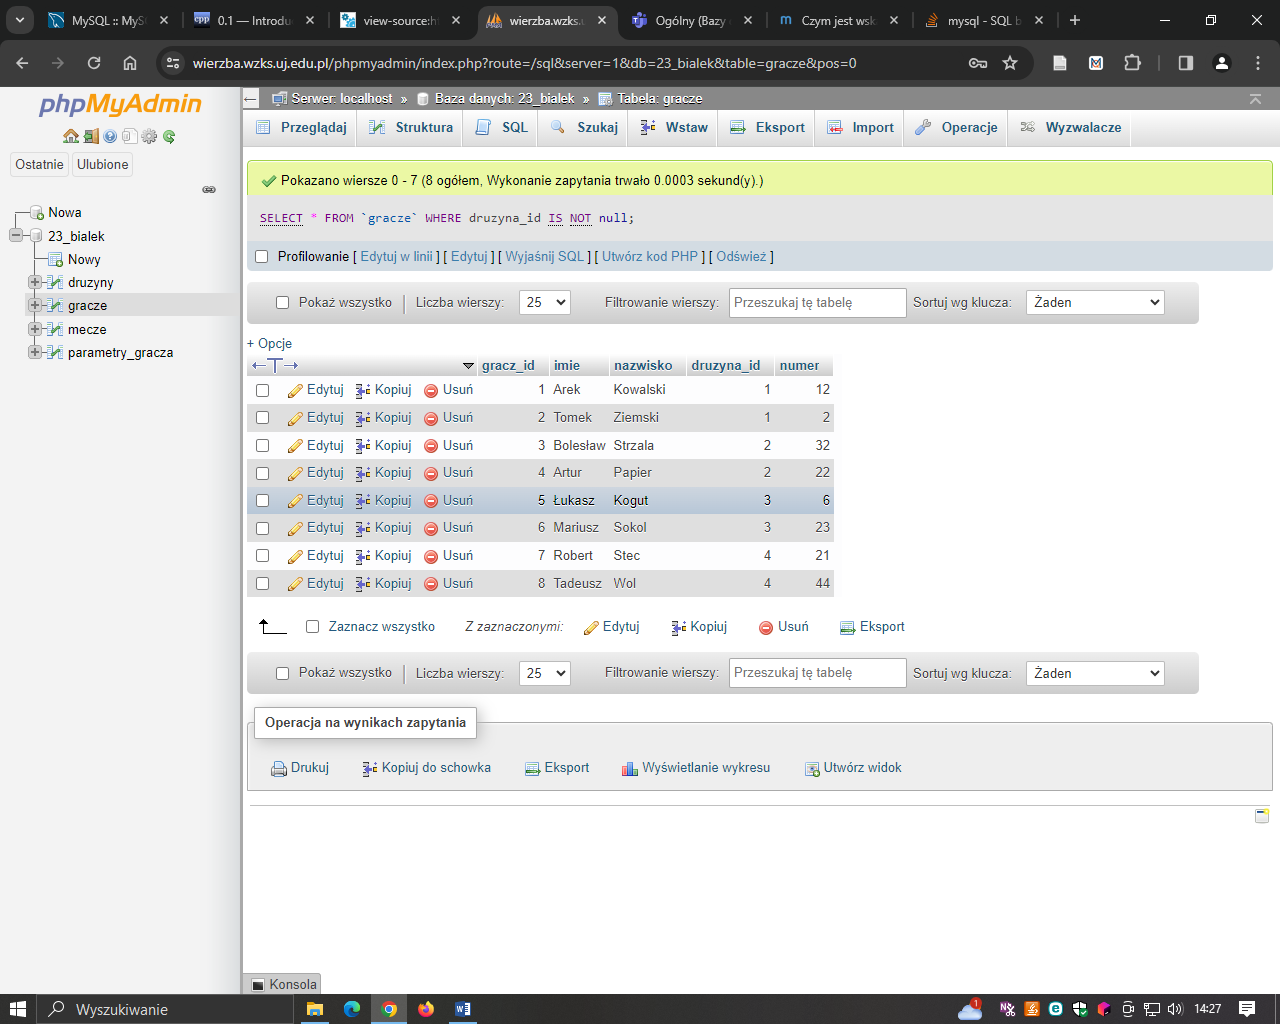 MySQL :: MyS
0.1 — Introdu
view-source:h
wierzba.wzks.u
Ogólny (Bazy
Czym jest wsk
mysql - SQL b
wierzba.wzks.uj.edu.pl/phpmyadmin/index.php?route=/sql&server=1&db=23_bialek&table=gracze&pos=0
phpMyAdmin
Ostatnie Ulubione
Nowa
23_bialek
Nowy
druzyny
gracze
mecze
parametry_gracza
Serwer: localhost » Baza danych: 23_bialek » Tabela: gracze
Przeglądaj Struktura SQL Szukaj Wstaw Eksport Import Operacje Wyzwalacze
Pokazano wiersze 0 - 7 (8 ogółem, Wykonanie zapytania trwało 0.0003 sekund(y).)
SELECT * FROM `gracze` WHERE druzyna_id IS NOT null;
Profilowanie [ Edytuj w linii ] [ Edytuj ] [ Wyjaśnij SQL ] [ Utwórz kod PHP ] [ Odśwież ]
Pokaż wszystko Liczba wierszy: 25 Filtrowanie wierszy: Przeszukaj tę tabelę Sortuj wg klucza: Żaden
+ Opcje
gracz_id imie nazwisko druzyna_id numer
Edytuj Kopiuj Usuń 1 Arek Kowalski 1 12
Edytuj Kopiuj Usuń 2 Tomek Ziemski 1 2
Edytuj Kopiuj Usuń 3 Bolesław Strzala 2 32
Edytuj Kopiuj Usuń 4 Artur Papier 2 22
Edytuj Kopiuj Usuń 5 Łukasz Kogut 3 6
Edytuj Kopiuj Usuń 6 Mariusz Sokol 3 23
Edytuj Kopiuj Usuń 7 Robert Stec 4 21
Edytuj Kopiuj Usuń 8 Tadeusz Wol 4 44
Zaznacz wszystko Z zaznaczonymi: Edytuj Kopiuj Usuń Eksport
Pokaż wszystko Liczba wierszy: 25 Filtrowanie wierszy: Przeszukaj tę tabelę Sortuj wg klucza: Żaden
Operacja na wynikach zapytania
Drukuj Kopiuj do schowka Eksport Wyświetlanie wykresu Utwórz widok
Konsola
Wyszukiwanie
1
14:27